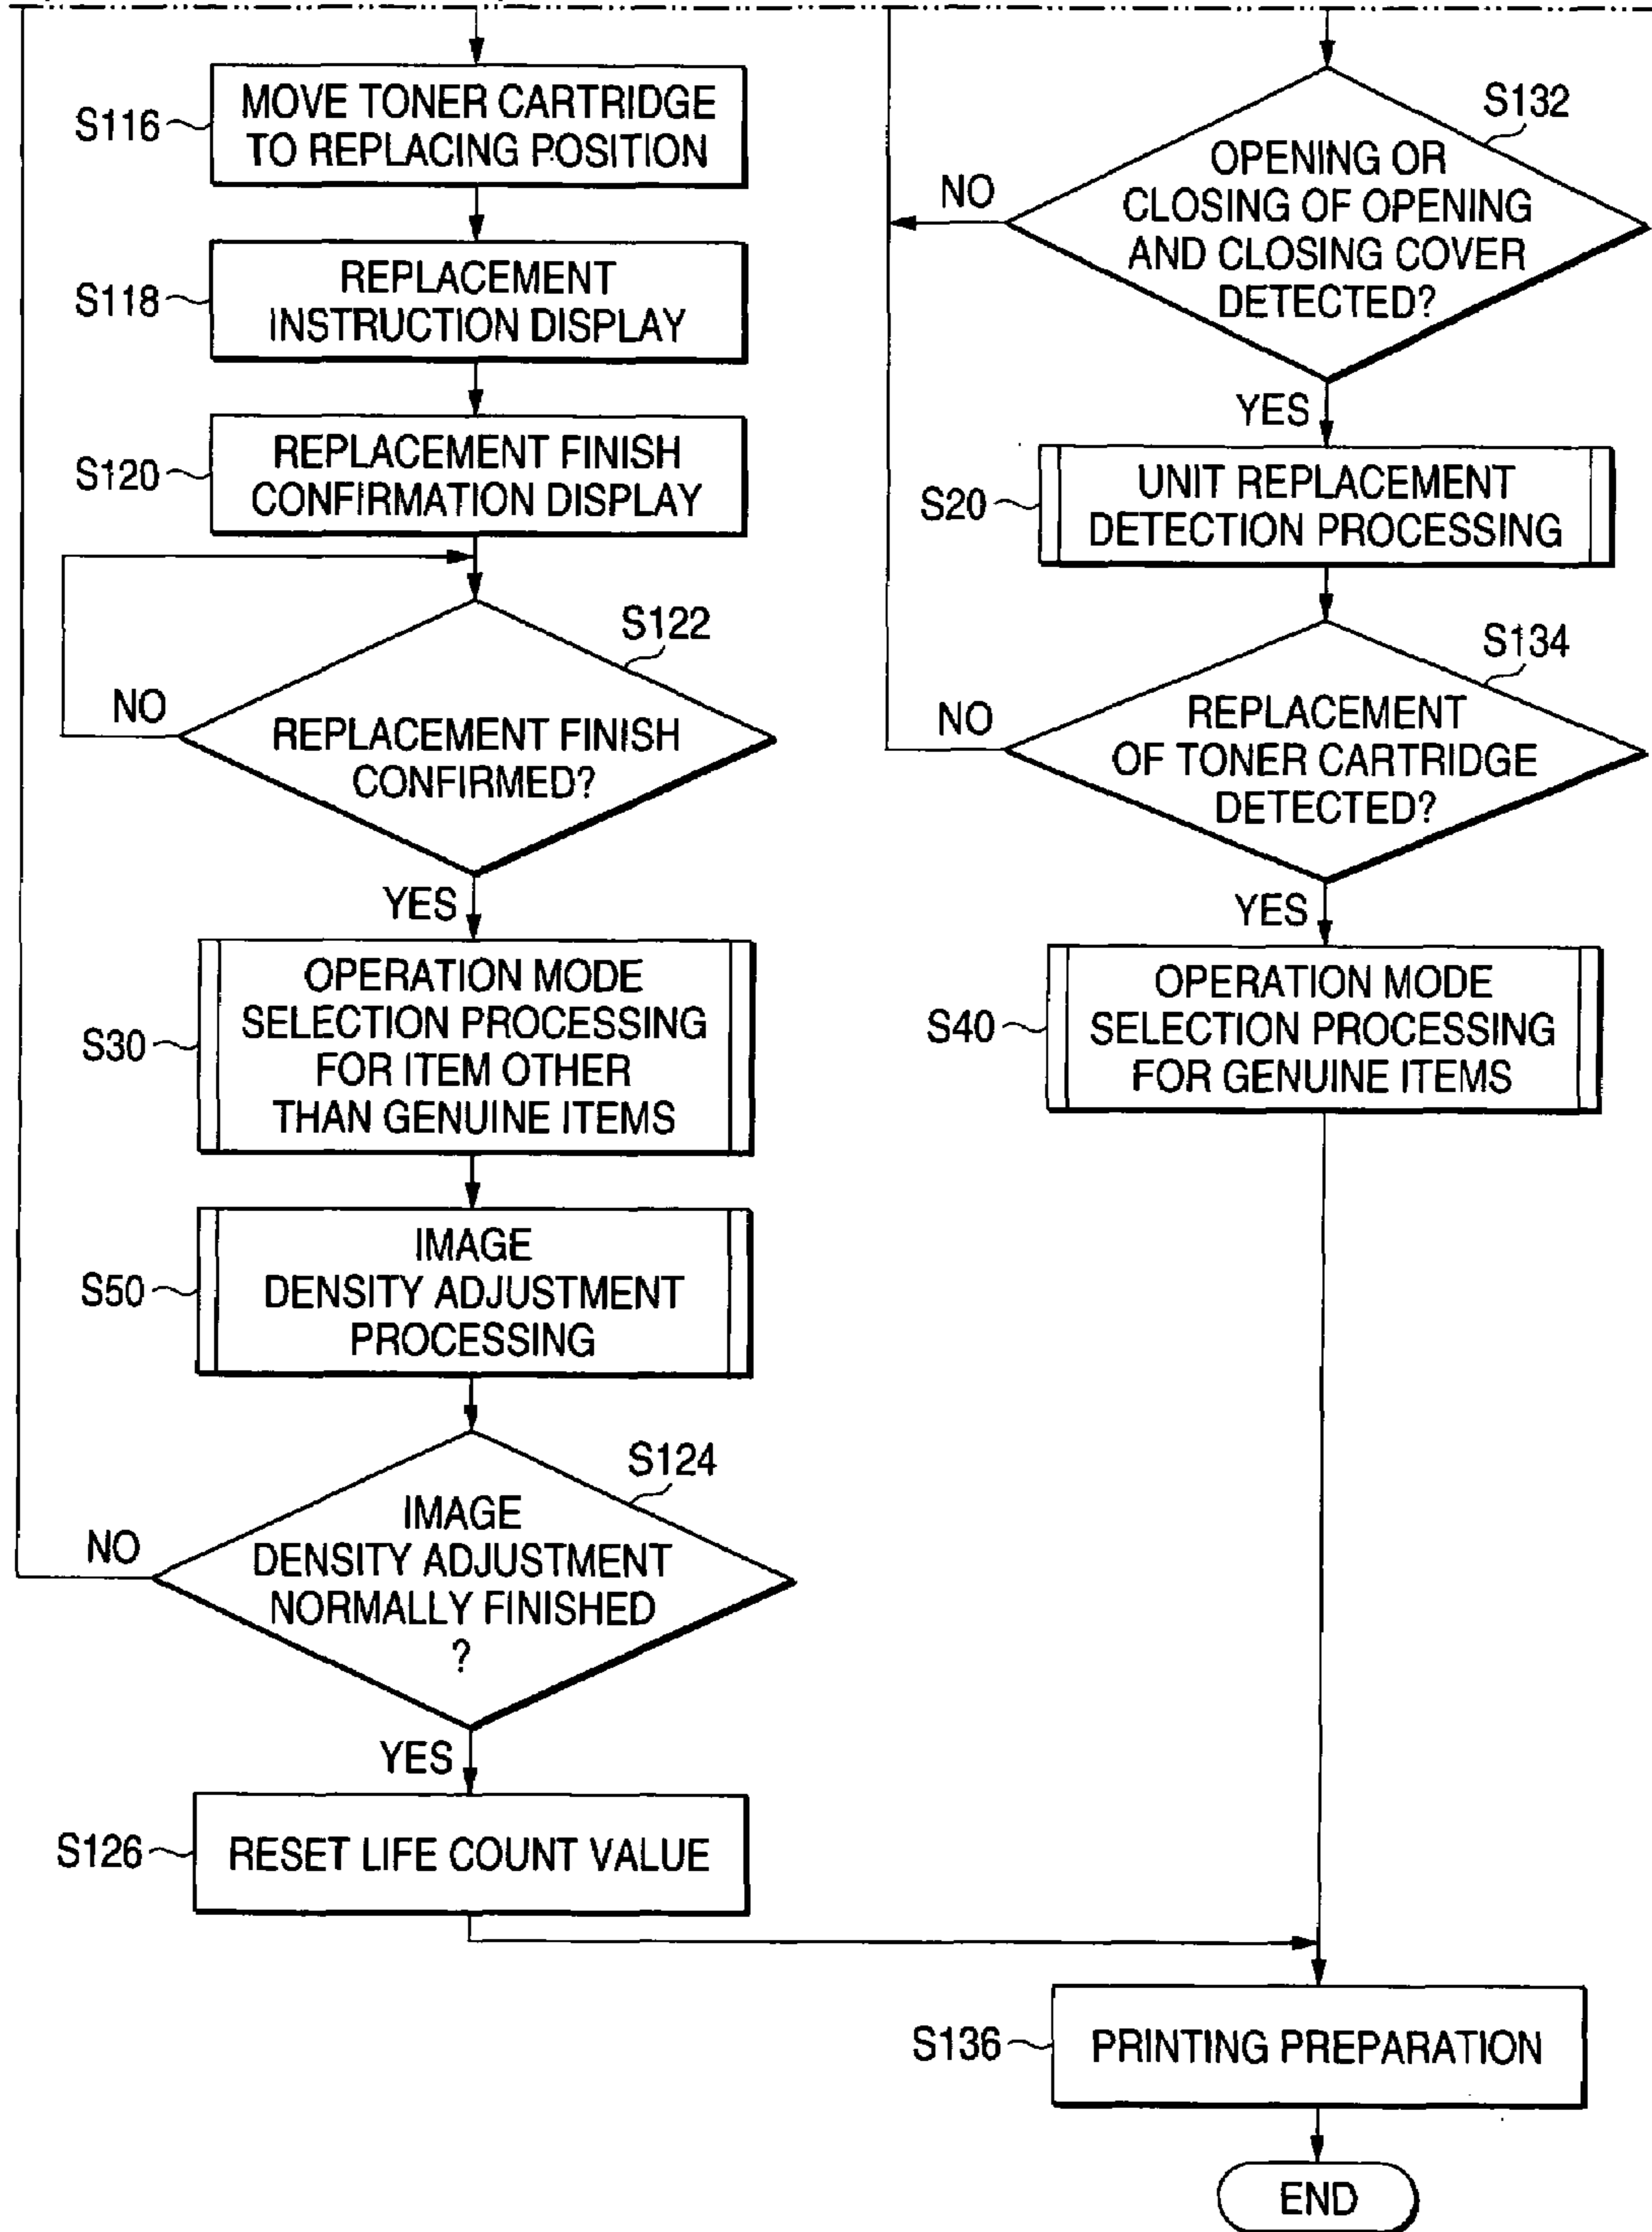 S116
MOVE TONER CARTRIDGE
TO REPLACING POSITION
S118
REPLACEMENT
INSTRUCTION DISPLAY
S120
REPLACEMENT FINISH
CONFIRMATION DISPLAY
S122
NO
REPLACEMENT FINISH
CONFIRMED?
YES
S30
OPERATION MODE
SELECTION PROCESSING
FOR ITEM OTHER
THAN GENUINE ITEMS
S50
IMAGE
DENSITY ADJUSTMENT
PROCESSING
S124
NO
IMAGE
DENSITY ADJUSTMENT
NORMALLY FINISHED
?
YES
S126
RESET LIFE COUNT VALUE
S132
NO
OPENING OR
CLOSING OF OPENING
AND CLOSING COVER
DETECTED?
YES
S20
UNIT REPLACEMENT
DETECTION PROCESSING
S134
NO
REPLACEMENT
OF TONER CARTRIDGE
DETECTED?
YES
S40
OPERATION MODE
SELECTION PROCESSING
FOR GENUINE ITEMS
S136
PRINTING PREPARATION
END